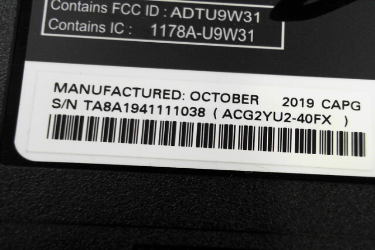 Contains FCC ID : ADTU9W31
Contains IC : 1178A-U9W31
MANUFACTURED: OCTOBER 2019 CAPG
S/N TA8A1941111038 ( ACG2YU2-40FX )